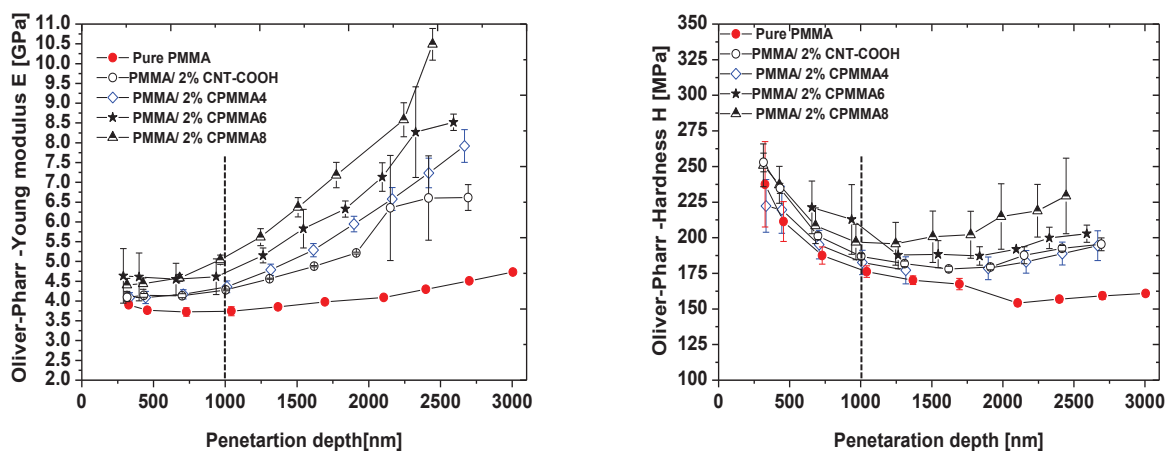 Oliver-Pharr -Young modulus E [GPa]
10.5
10.0
9.5
9.0
8.5
8.0
7.5
7.0
6.5
6.0
5.5
5.0
4.5
4.0
3.5
3.0
2.5
2.0
Pure PMMA
PMMA/ 2% CNT-COOH
PMMA/ 2% CPMMA4
PMMA/ 2% CPMMA6
PMMA/ 2% CPMMA8
0 500 1000 1500 2000 2500 3000
Penetartion depth[nm]
Oliver-Pharr -Hardness H [MPa]
350
325
300
275
250
225
200
175
150
125
100
Pure PMMA
PMMA/ 2% CNT-COOH
PMMA/ 2% CPMMA4
PMMA/ 2% CPMMA6
PMMA/ 2% CPMMA8
0 500 1000 1500 2000 2500 3000
Penetaration depth [nm]